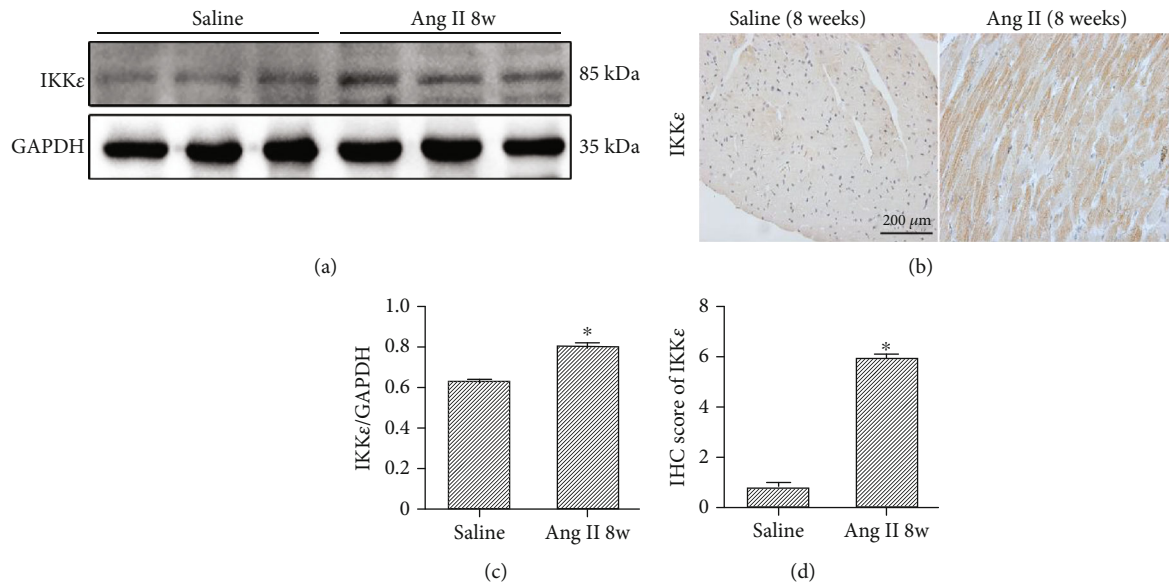 Saline Ang II 8w
IKKε 85 kDa
GAPDH 35 kDa
(a)
Saline (8 weeks) Ang II (8 weeks)
IKKε
200 μm
(b)
IKKε/GAPDH
1.0
0.8
0.6
0.4
0.2
0
*
Saline Ang II 8w
(c)
IHC score of IKKε
8
6
4
2
0
*
Saline Ang II 8w
(d)